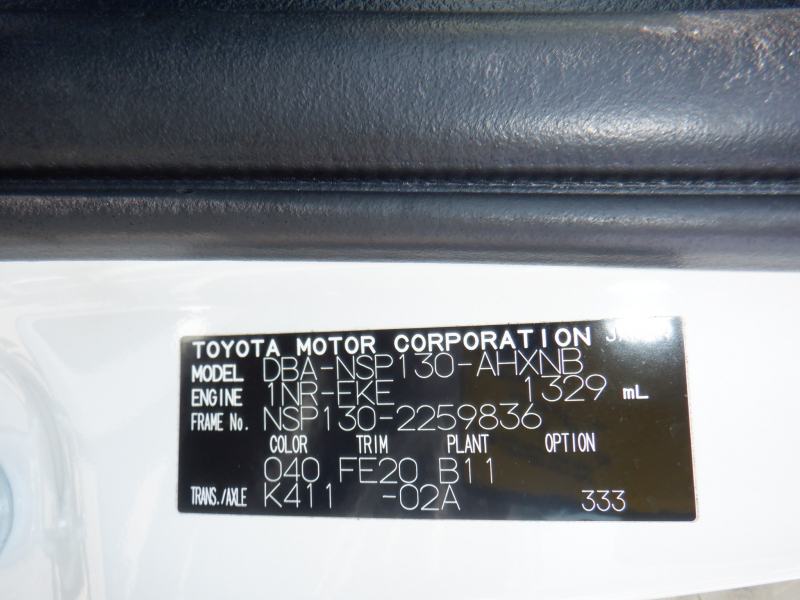 TOYOTA MOTOR CORPORATION JAPAN
MODEL DBA-NSP130-AHXNB
ENGINE 1NR-FKE 1329 mL
FRAME No. NSP130-2259836
COLOR TRIM PLANT OPTION
040 FE20 B11
TRANS./AXLE K411 -02A 333